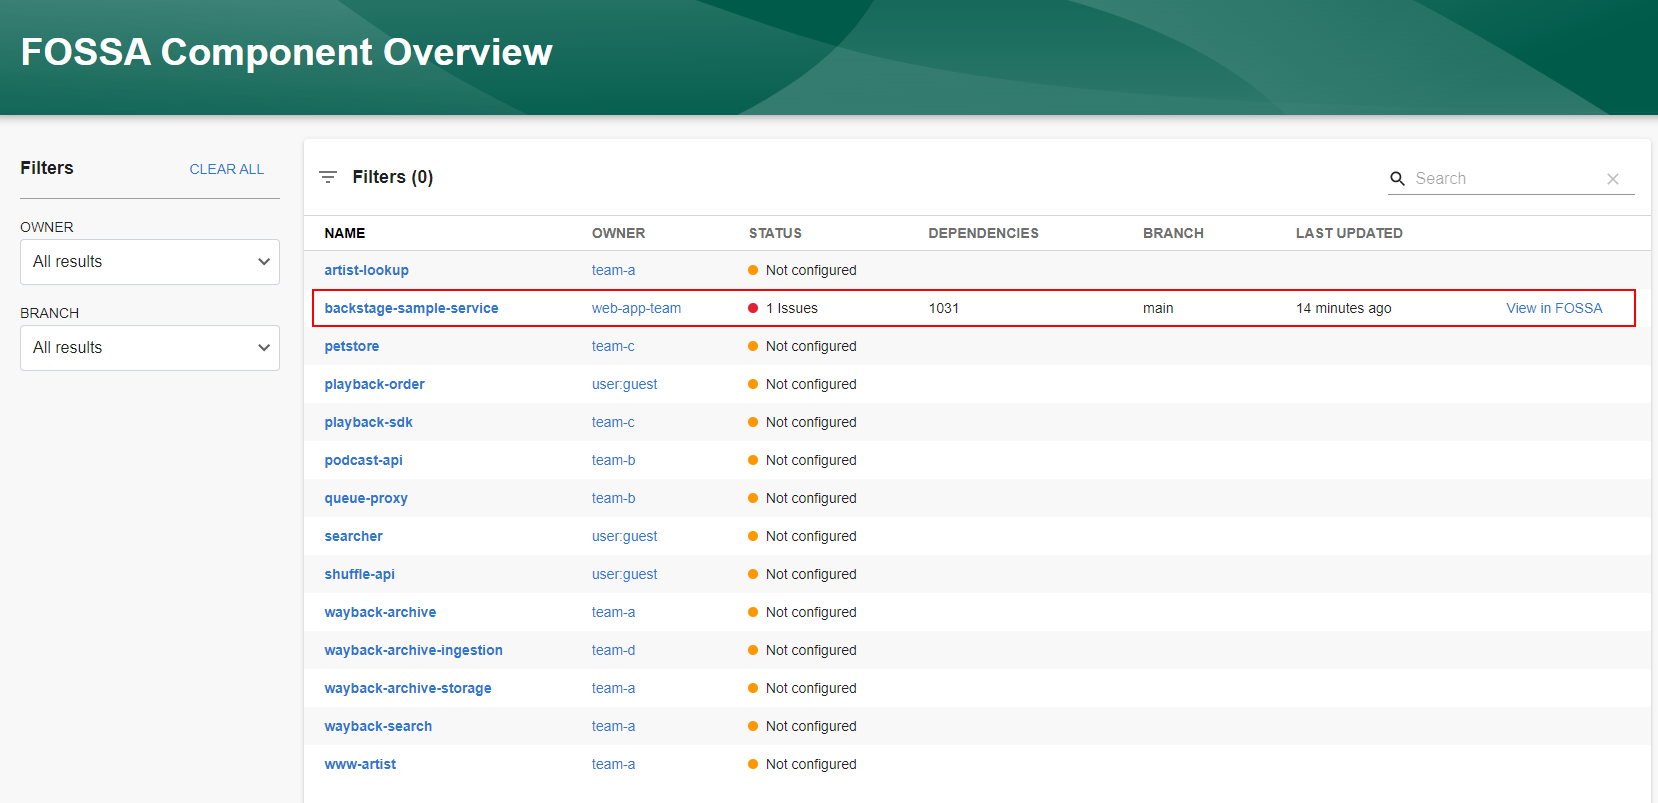 FOSSA Component Overview
Filters CLEAR ALL
OWNER
All results
BRANCH
All results
Filters (0) Search
NAME OWNER STATUS DEPENDENCIES BRANCH LAST UPDATED
artist-lookup team-a Not configured
backstage-sample-service web-app-team 1 Issues 1031 main 14 minutes ago View in FOSSA
petstore team-c Not configured
playback-order user:guest Not configured
playback-sdk team-c Not configured
podcast-api team-b Not configured
queue-proxy team-b Not configured
searcher user:guest Not configured
shuffle-api user:guest Not configured
wayback-archive team-a Not configured
wayback-archive-ingestion team-d Not configured
wayback-archive-storage team-a Not configured
wayback-search team-a Not configured
www-artist team-a Not configured